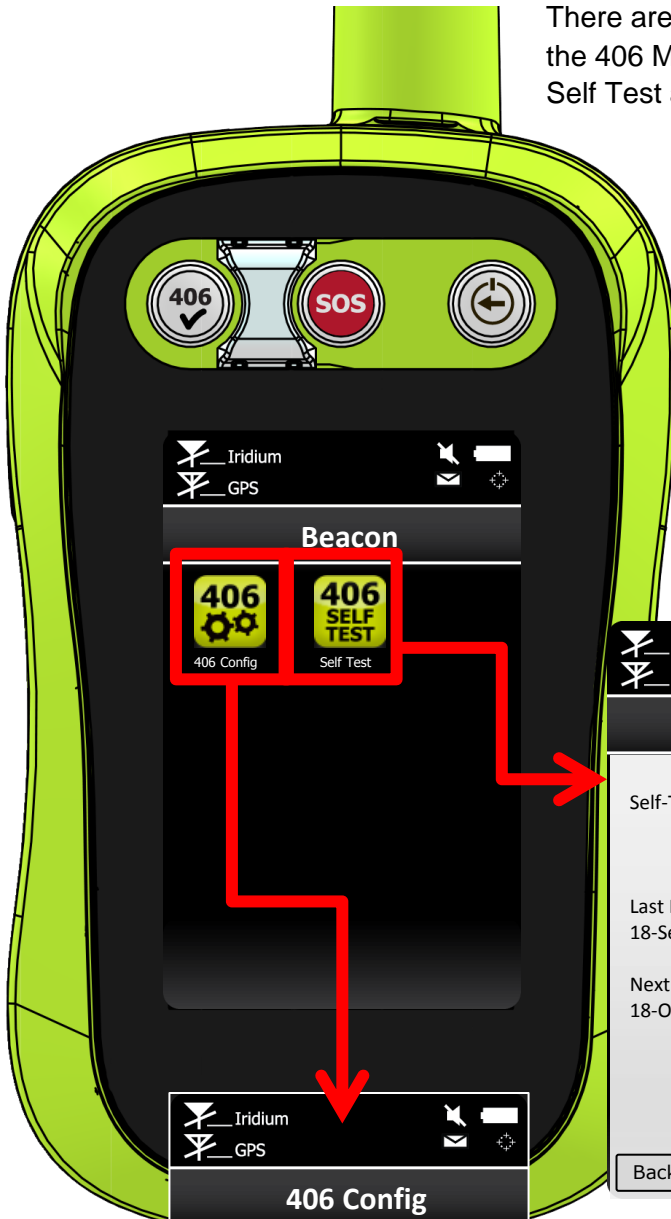 There are
the 406 M
Self Test
406
SOS
Iridium
GPS
Beacon
406
406
SELF
TEST
406 Config
Self Test
Self-T
Last
18-Se
Next
18-O
Back
Iridium
GPS
406 Config